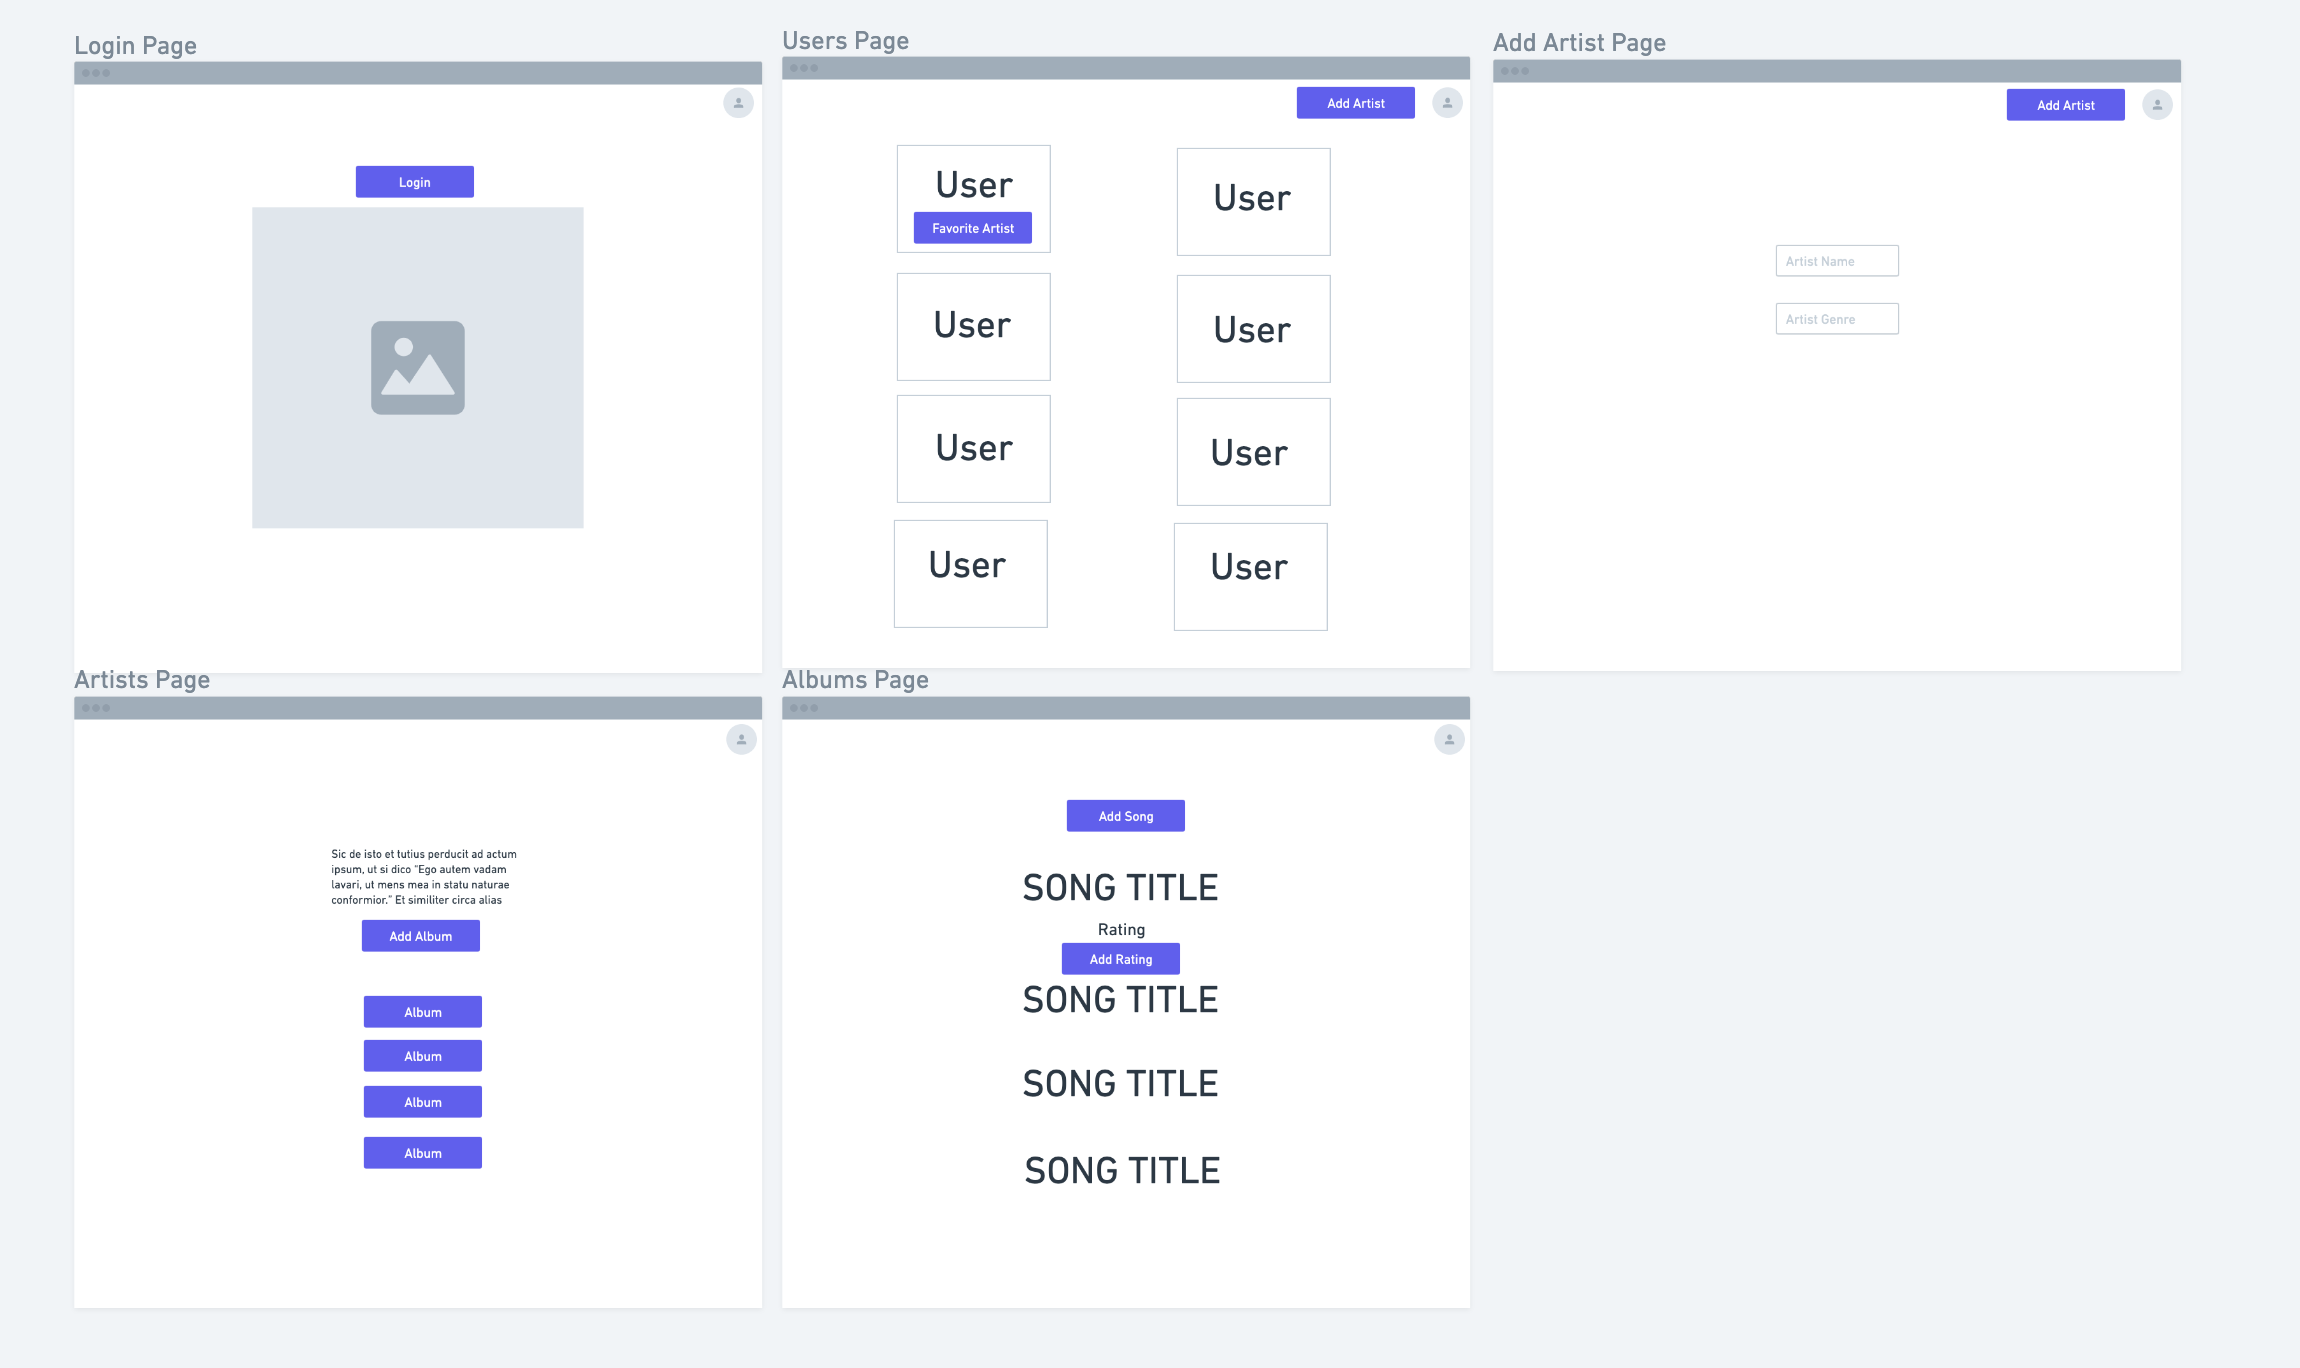 Login Page
Login
Users Page
Add Artist
User
Favorite Artist
User
User
User
User
User
User
User
Add Artist Page
Add Artist
Artist Name
Artist Genre
Artists Page
Sic de isto et tutius perducit ad actum
ipsum, ut si dico “Ego autem vadam
lavari, ut mens mea in statu naturae
conformior.” Et similiter circa alias
Add Album
Album
Album
Album
Album
Albums Page
Add Song
SONG TITLE
Rating
Add Rating
SONG TITLE
SONG TITLE
SONG TITLE